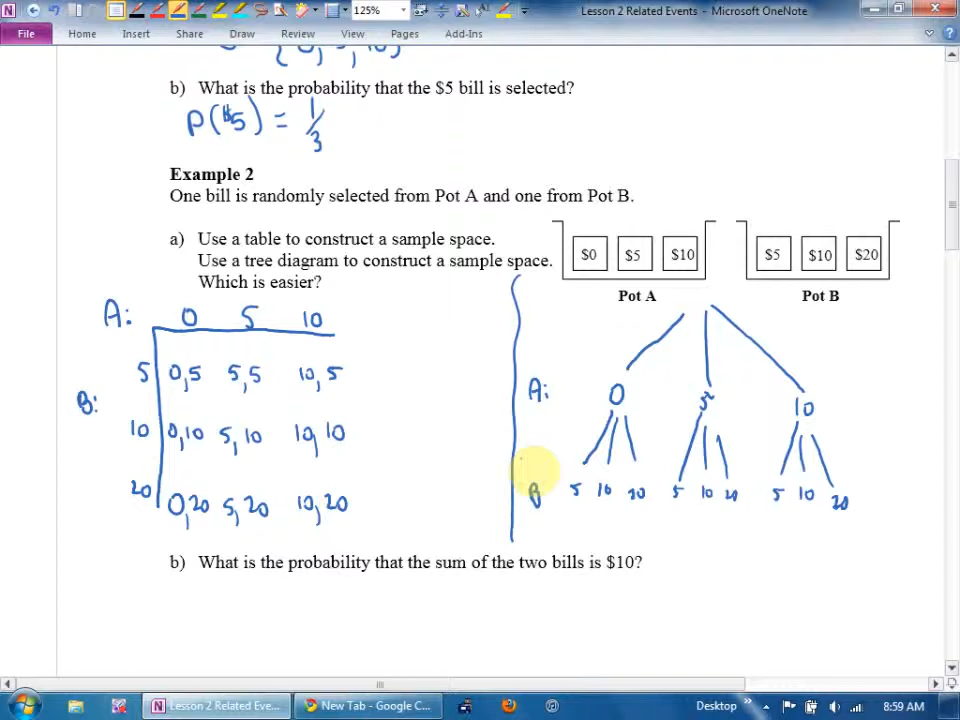 125%
Lesson 2 Related Events - Microsoft OneNote
File Home Insert Share Draw Review View Pages Add-Ins
b) What is the probability that the $5 bill is selected?
P($5) = 1/3
Example 2
One bill is randomly selected from Pot A and one from Pot B.
a) Use a table to construct a sample space.
Use a tree diagram to construct a sample space.
Which is easier?
$0 $5 $10
Pot A
$5 $10 $20
Pot B
A: 0 5 10
5 0,5 5,5 10,5
B:
10 0,10 5,10 10,10
20 0,20 5,20 10,20
A: 0 5 10
B 5 10 20 5 10 20 5 10 20
b) What is the probability that the sum of the two bills is $10?
Lesson 2 Related Eve...
New Tab - Google C...
Desktop
8:59 AM